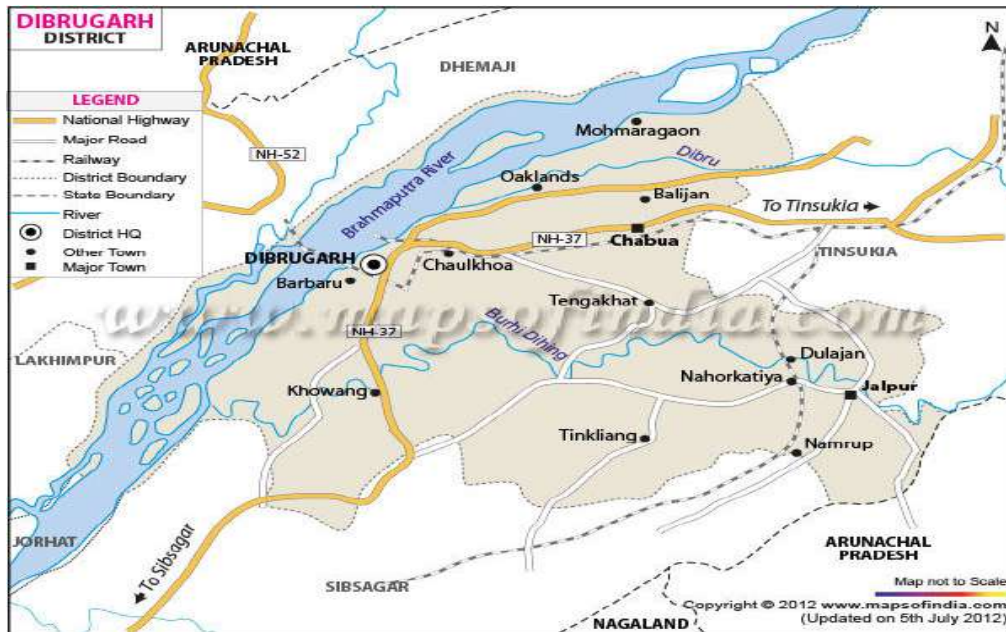 DIBRUGARH
DISTRICT
ARUNACHAL
PRADESH
DHEMAJI
N
LEGEND
National Highway
Major Road
Railway
District Boundary
State Boundary
River
District HQ
Other Town
Major Town
NH-52
Mohmaragaon
Dibru
Brahmaputra River
Oaklands
Balijan
To Tinsukia
NH-37
Chabua
DIBRUGARH
Chaulkhoa
TINSUKIA
Barbaru
Tengakhat
www.mapsofindia.com
NH-37
Burhi Dihing
LAKHIMPUR
Dulajan
Khowang
Nahorkatiya
Jalpur
Tinkliang
Namrup
JORHAT
To Sibsagar
ARUNACHAL
PRADESH
SIBSAGAR
Map not to Scale
Copyright © 2012 www.mapsofindia.com
(Updated on 5th July 2012)
NAGALAND